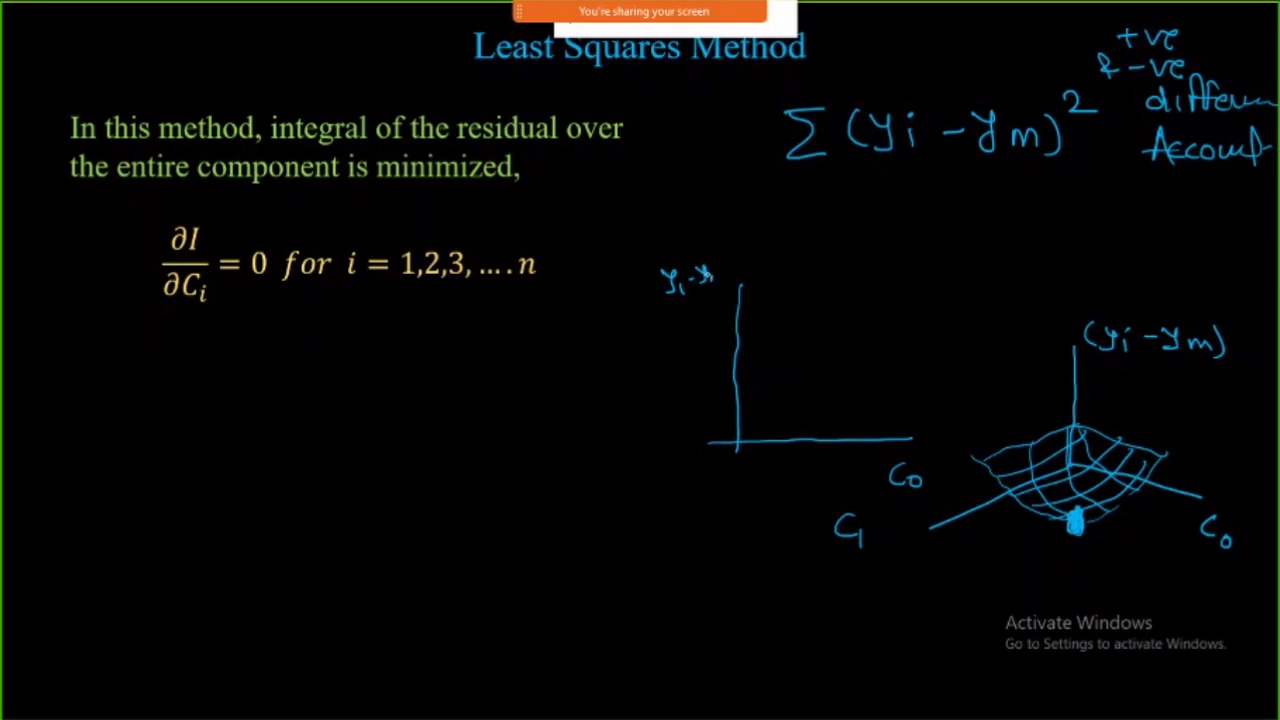 You're sharing your screen
Least Squares Method
+ve
& -ve
differen
Account
∑ (yi - ym)²
In this method, integral of the residual over
the entire component is minimized,
∂I/∂Cᵢ = 0 for i = 1,2,3, .... n
y₁ - y₁
(yi - ym)
C₀
C₁
C₀
Activate Windows
Go to Settings to activate Windows.